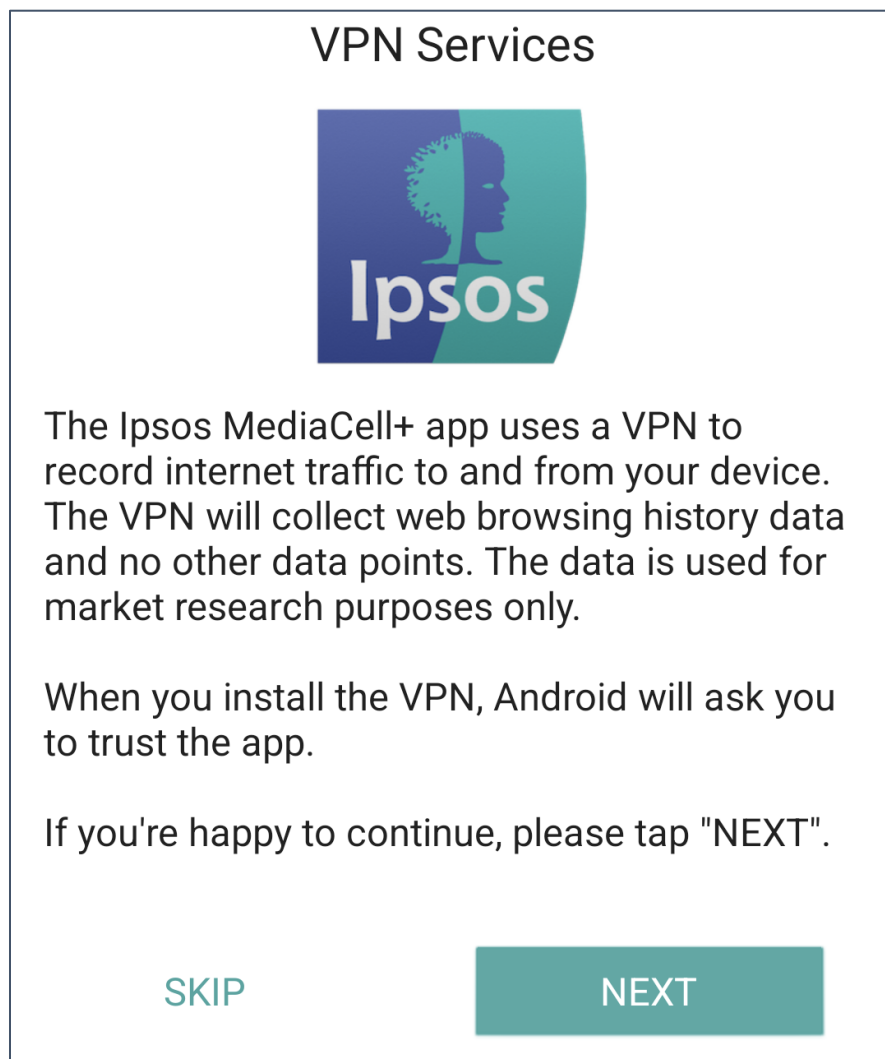 VPN Services
Ipsos
The Ipsos MediaCell+ app uses a VPN to
record internet traffic to and from your device.
The VPN will collect web browsing history data
and no other data points. The data is used for
market research purposes only.
When you install the VPN, Android will ask you
to trust the app.
If you're happy to continue, please tap "NEXT".
SKIP
NEXT